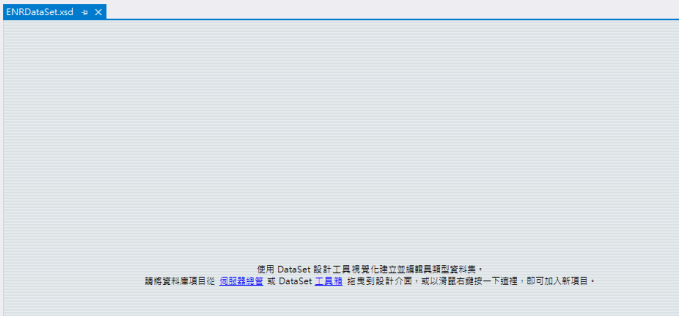 ENRDataSet.xsd
使用 DataSet 設計工具視覺化建立並編輯具類型資料集。
請將資料庫項目從 伺服器總管 或 DataSet 工具箱 拖曳到設計介面，或以滑鼠右鍵按一下這裡，即可加入新項目。